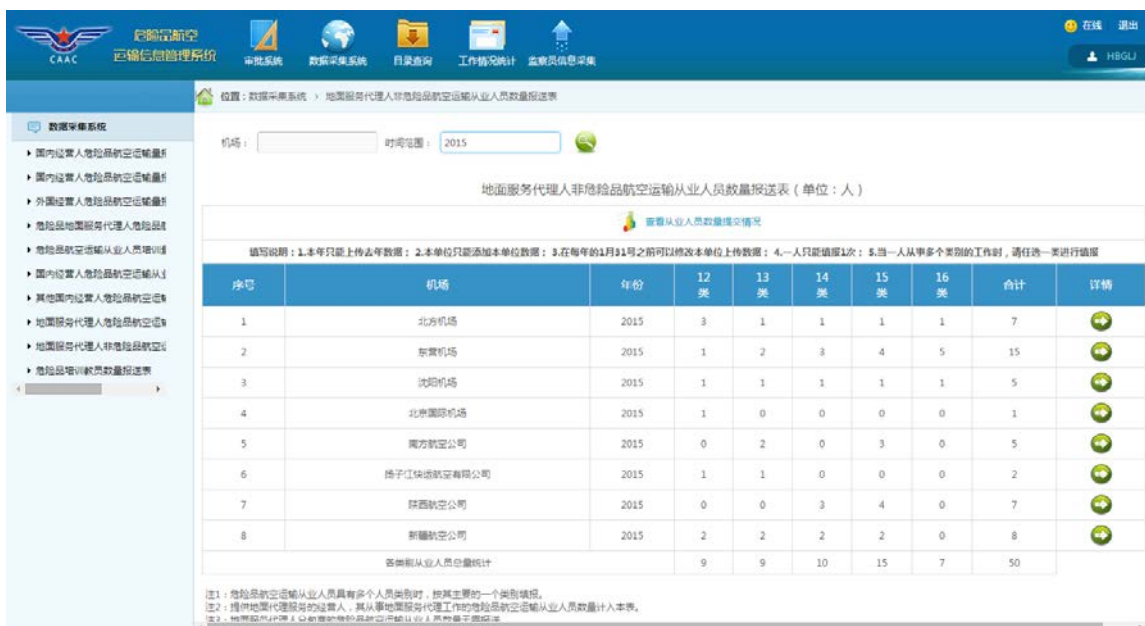 危险品航空
运输信息管理系统
CAAC
审批系统
数据采集系统
目录查询
工作情况统计
监察员信息采集
在线 退出
HBGLJ
位置：数据采集系统 › 地面服务代理人非危险品航空运输从业人员数量报送表
数据采集系统
国内经营人危险品航空运输量
国内经营人危险品航空运输量
外国经营人危险品航空运输量
危险品地面服务代理人危险品
危险品航空运输从业人员培训
国内经营人危险品航空运输从
其他国内经营人危险品航空运
地面服务代理人危险品航空运
地面服务代理人非危险品航空
危险品培训教员数量报送表
机场： 时间范围： 2015
地面服务代理人非危险品航空运输从业人员数量报送表（单位：人）
查看从业人员数量提交情况
填写说明：1.本年只能上传去年数据； 2.本单位只能添加本单位数据； 3.在每年的1月31号之前可以修改本单位上传数据； 4.一人只能填报1次； 5.当一人从事多个类别的工作时，请任选一类进行填报
序号 机场 年份 12类 13类 14类 15类 16类 合计 详情
1 北方机场 2015 3 1 1 1 1 7
2 东营机场 2015 1 2 3 4 5 15
3 沈阳机场 2015 1 1 1 1 1 5
4 北京国际机场 2015 1 0 0 0 0 1
5 南方航空公司 2015 0 2 0 3 0 5
6 扬子江快运航空有限公司 2015 1 1 0 0 0 2
7 陕西航空公司 2015 0 0 3 4 0 7
8 新疆航空公司 2015 2 2 2 2 0 8
各类别从业人员总量统计 9 9 10 15 7 50
注1：危险品航空运输从业人员具有多个人员类别时，按其主要的一个类别填报。
注2：提供地面代理服务的经营人，其从事地面服务代理工作的危险品航空运输从业人员数量计入本表。
注3：地面服务代理人分公司的危险品航空运输从业人员数量无需报送